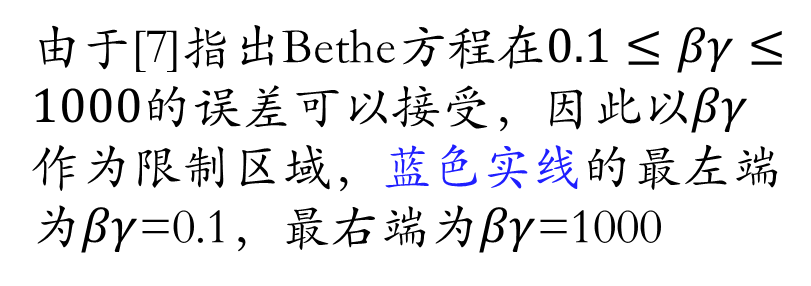 由于[7]指出Bethe方程在0.1 ≤ βγ ≤
1000的误差可以接受，因此以βγ
作为限制区域，蓝色实线的最左端
为βγ=0.1，最右端为βγ=1000